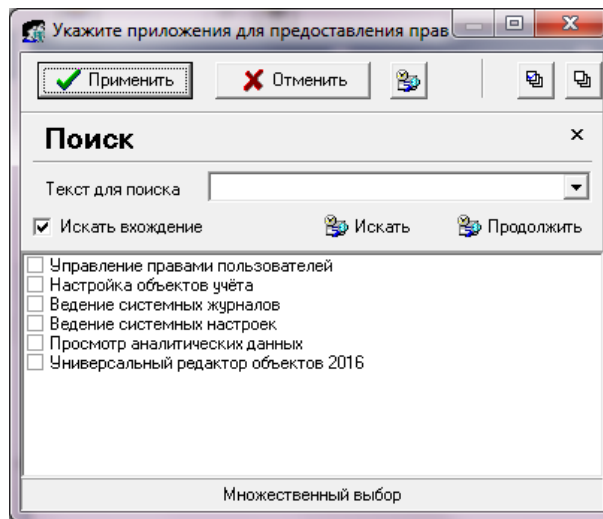 Укажите приложения для предоставления прав
Применить Отменить
Поиск
Текст для поиска
Искать вхождение Искать Продолжить
Управление правами пользователей
Настройка объектов учёта
Ведение системных журналов
Ведение системных настроек
Просмотр аналитических данных
Универсальный редактор объектов 2016
Множественный выбор